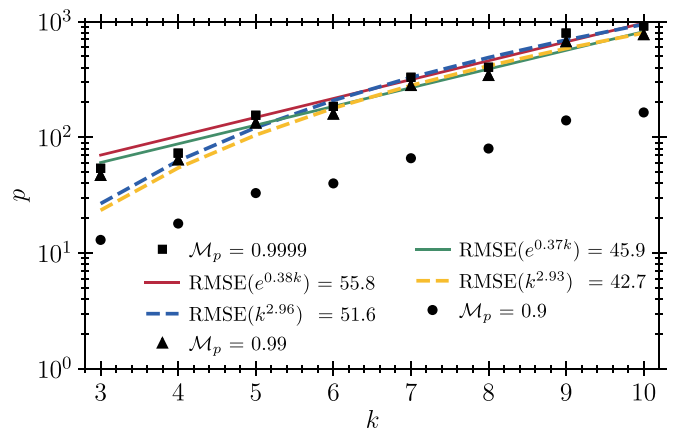 10³
10²
p
10¹
10⁰
ℳₚ = 0.9999
RMSE(e^{0.38k}) = 55.8
RMSE(k^{2.96}) = 51.6
ℳₚ = 0.99
RMSE(e^{0.37k}) = 45.9
RMSE(k^{2.93}) = 42.7
ℳₚ = 0.9
3 4 5 6 7 8 9 10
k